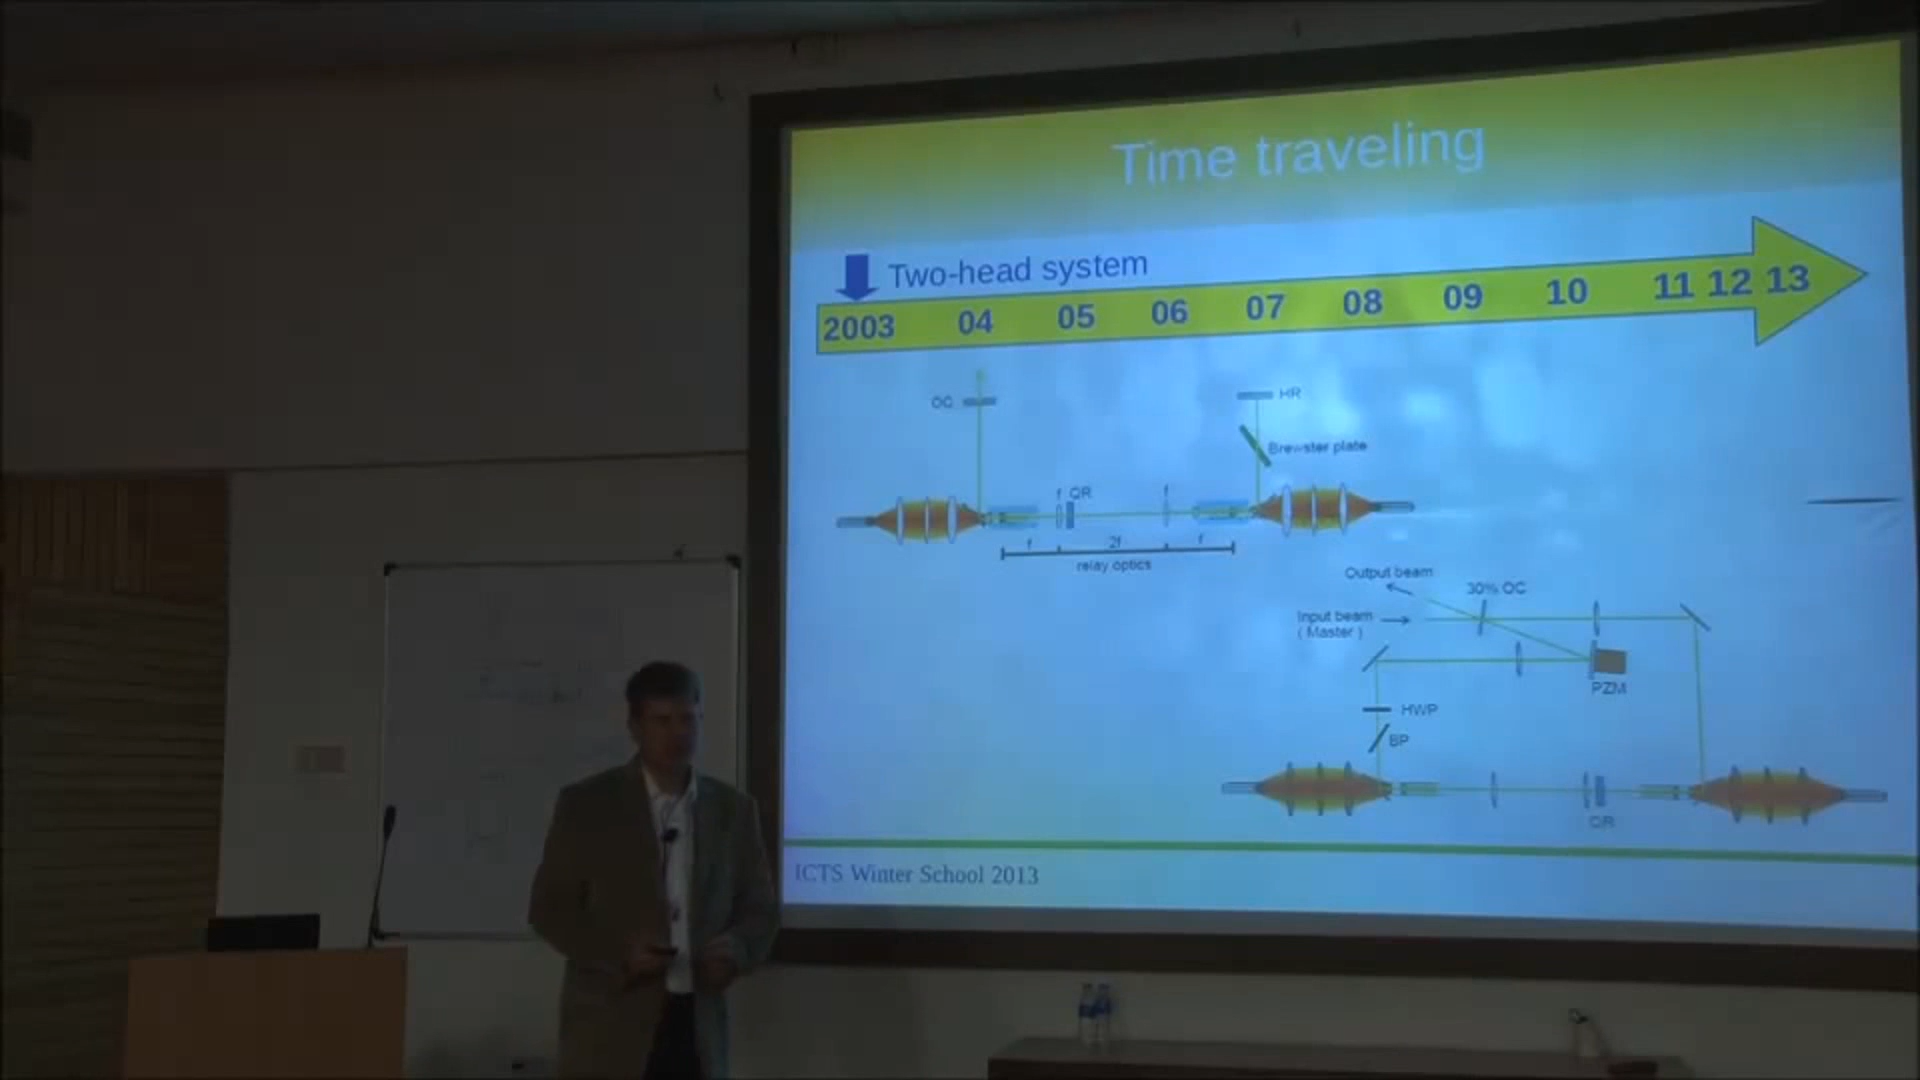 Time traveling
Two-head system
2003 04 05 06 07 08 09 10 11 12 13
OC
HR
Brewster plate
f QR f
f 2f f
relay optics
Output beam
30% OC
Input beam
( Master )
PZM
HWP
BP
QR
ICTS Winter School 2013